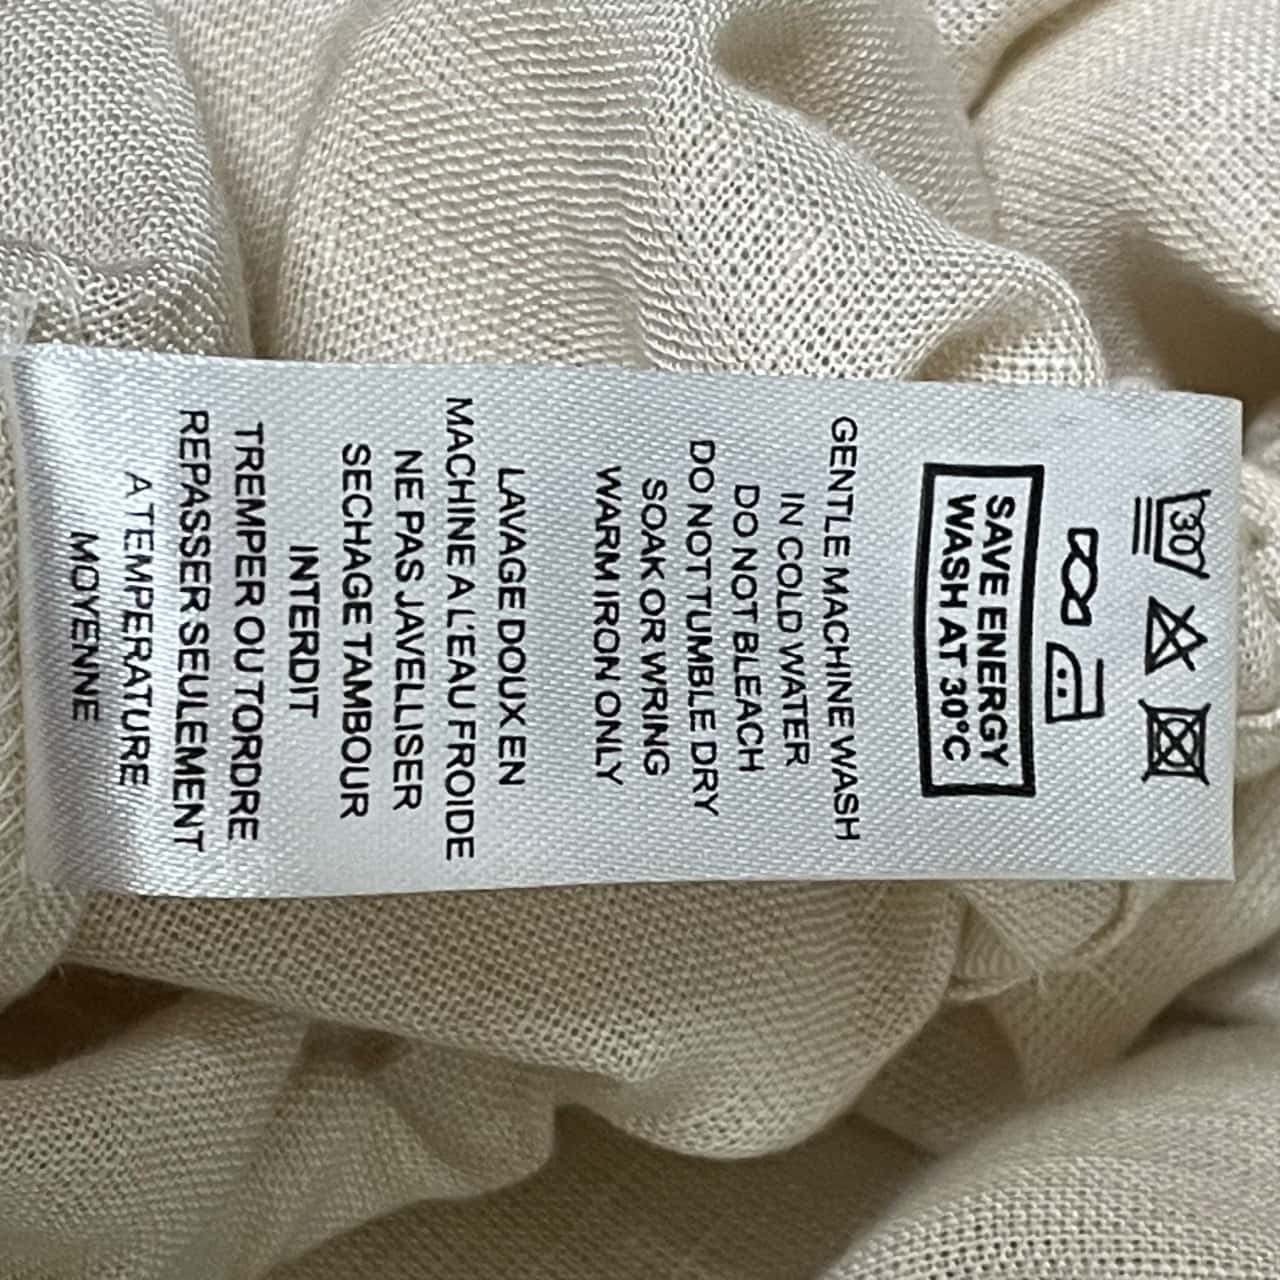 30
SAVE ENERGY
WASH AT 30°C
GENTLE MACHINE WASH
IN COLD WATER
DO NOT BLEACH
DO NOT TUMBLE DRY
SOAK OR WRING
WARM IRON ONLY
LAVAGE DOUX EN
MACHINE A L'EAU FROIDE
NE PAS JAVELLISER
SECHAGE TAMBOUR
INTERDIT
TREMPER OU TORDRE
REPASSER SEULEMENT
A TEMPERATURE
MOYENNE